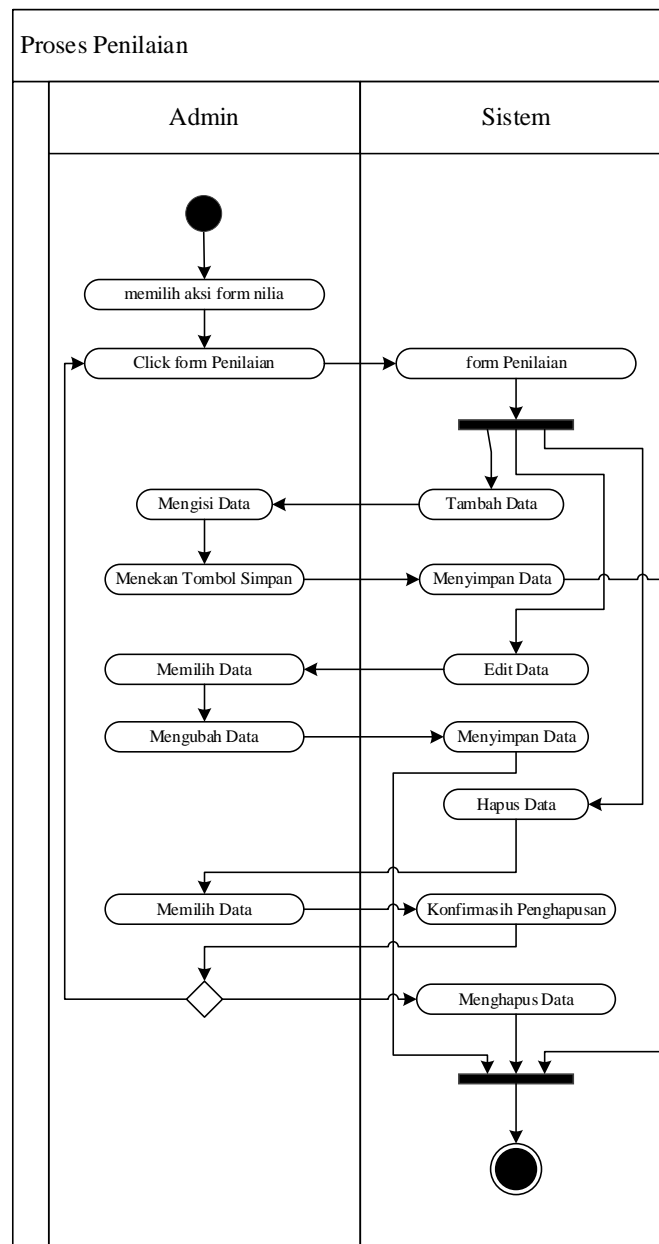 Proses Penilaian
Admin
Sistem
memilih aksi form nilia
Click form Penilaian
form Penilaian
Mengisi Data
Tambah Data
Menekan Tombol Simpan
Menyimpan Data
Memilih Data
Edit Data
Mengubah Data
Menyimpan Data
Hapus Data
Memilih Data
Konfirmasih Penghapusan
Menghapus Data